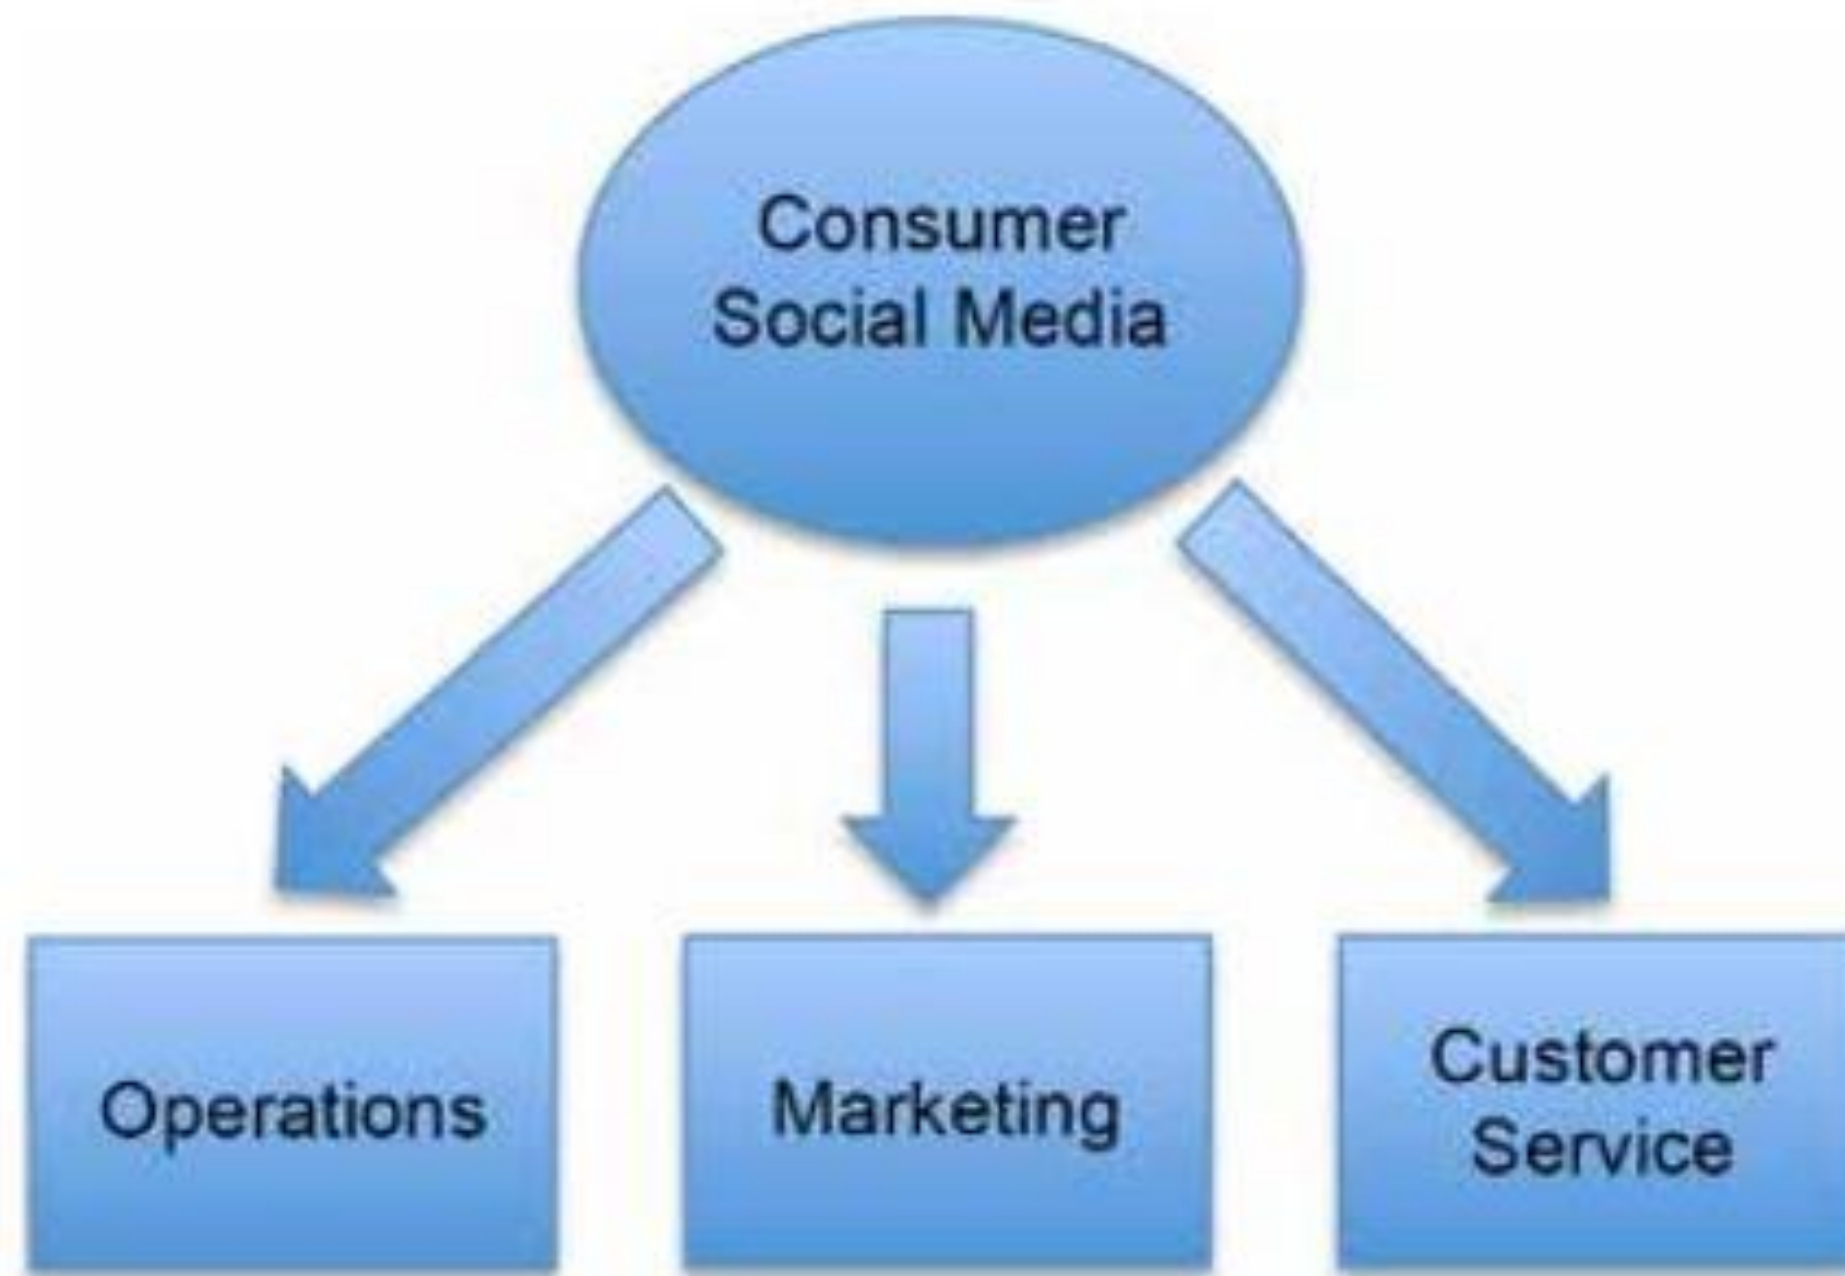 Consumer
Social Media
Operations
Marketing
Customer
Service